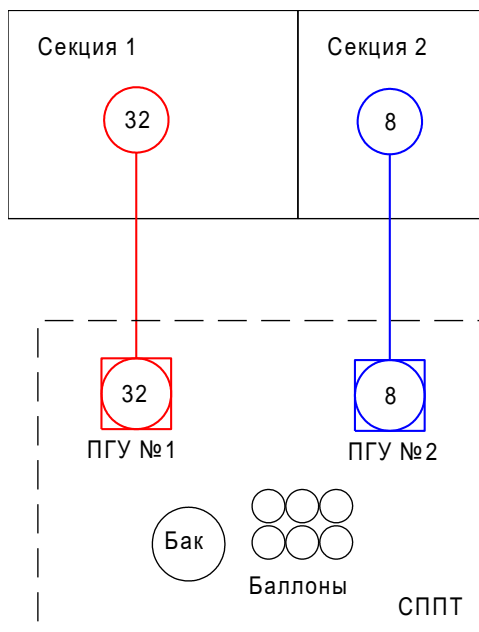 Секция 1
Секция 2
32
8
32
8
ПГУ №1
ПГУ №2
Бак
Баллоны
СППТ